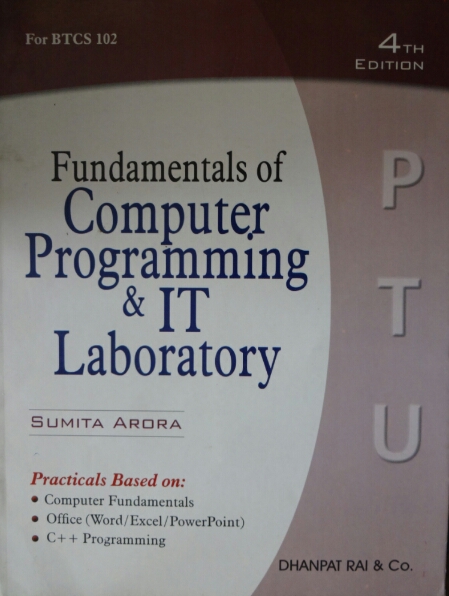 For BTCS 102
4TH
EDITION
Fundamentals of
Computer
Programming
& IT
Laboratory
P
T
U
SUMITA ARORA
Practicals Based on:
• Computer Fundamentals
• Office (Word/Excel/PowerPoint)
• C++ Programming
DHANPAT RAI & CO.